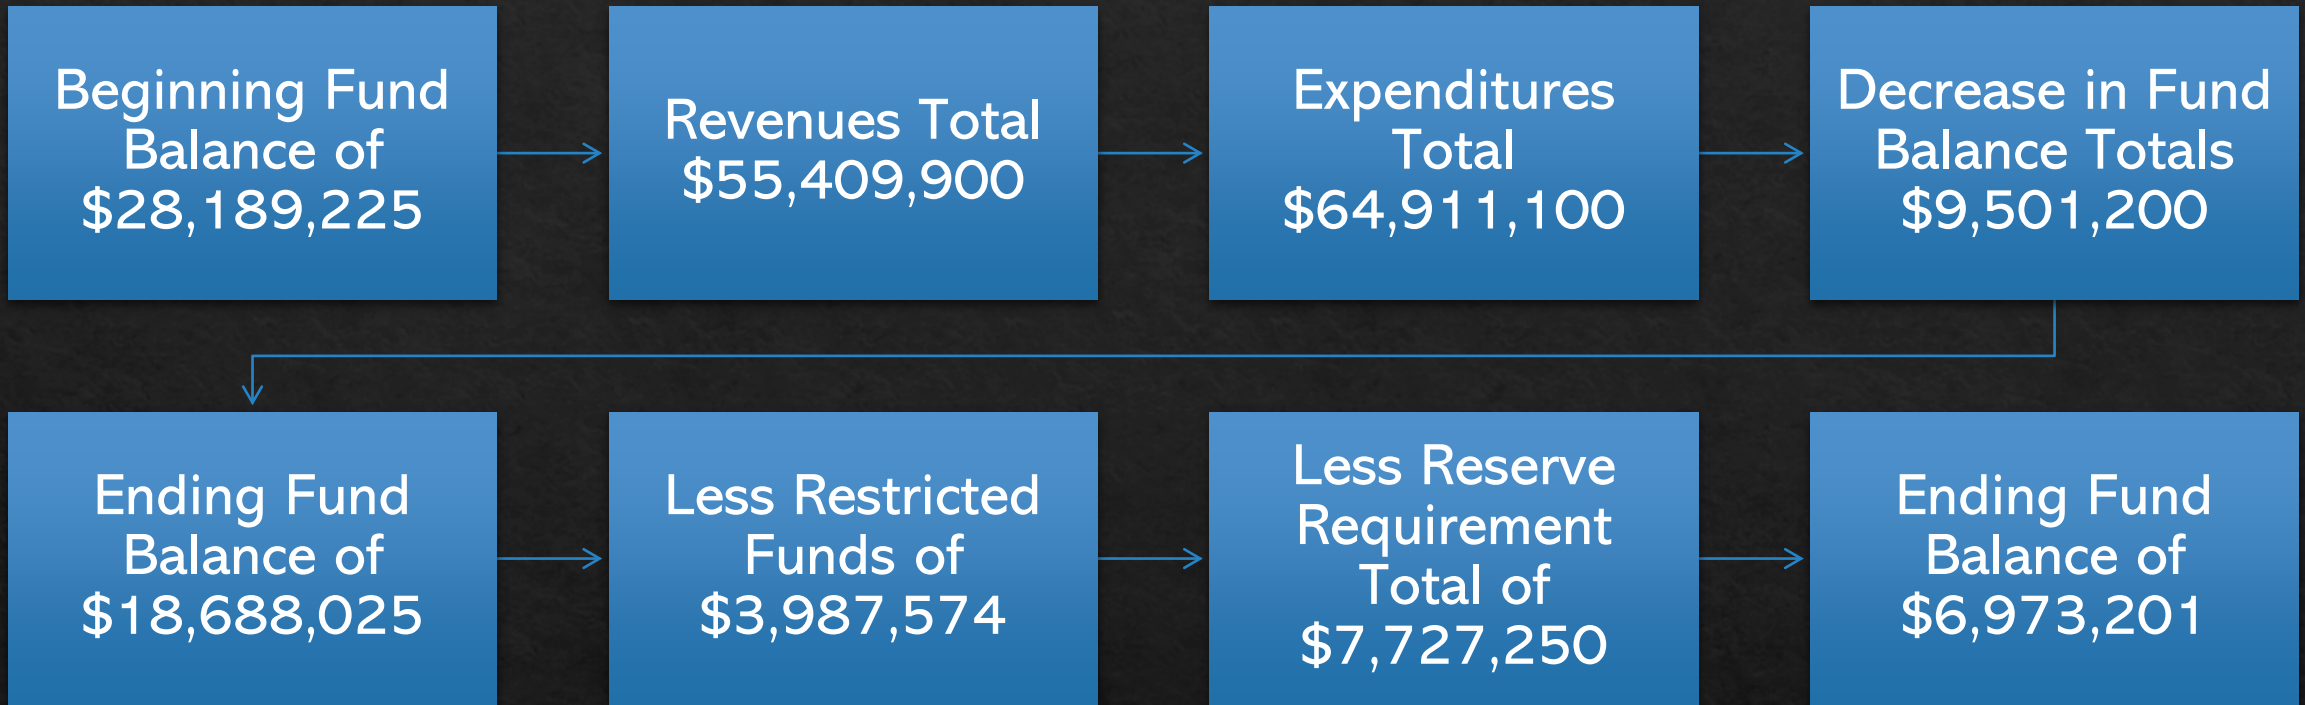 Beginning Fund
Balance of
$28,189,225
Revenues Total
$55,409,900
Expenditures
Total
$64,911,100
Decrease in Fund
Balance Totals
$9,501,200
Ending Fund
Balance of
$18,688,025
Less Restricted
Funds of
$3,987,574
Less Reserve
Requirement
Total of
$7,727,250
Ending Fund
Balance of
$6,973,201